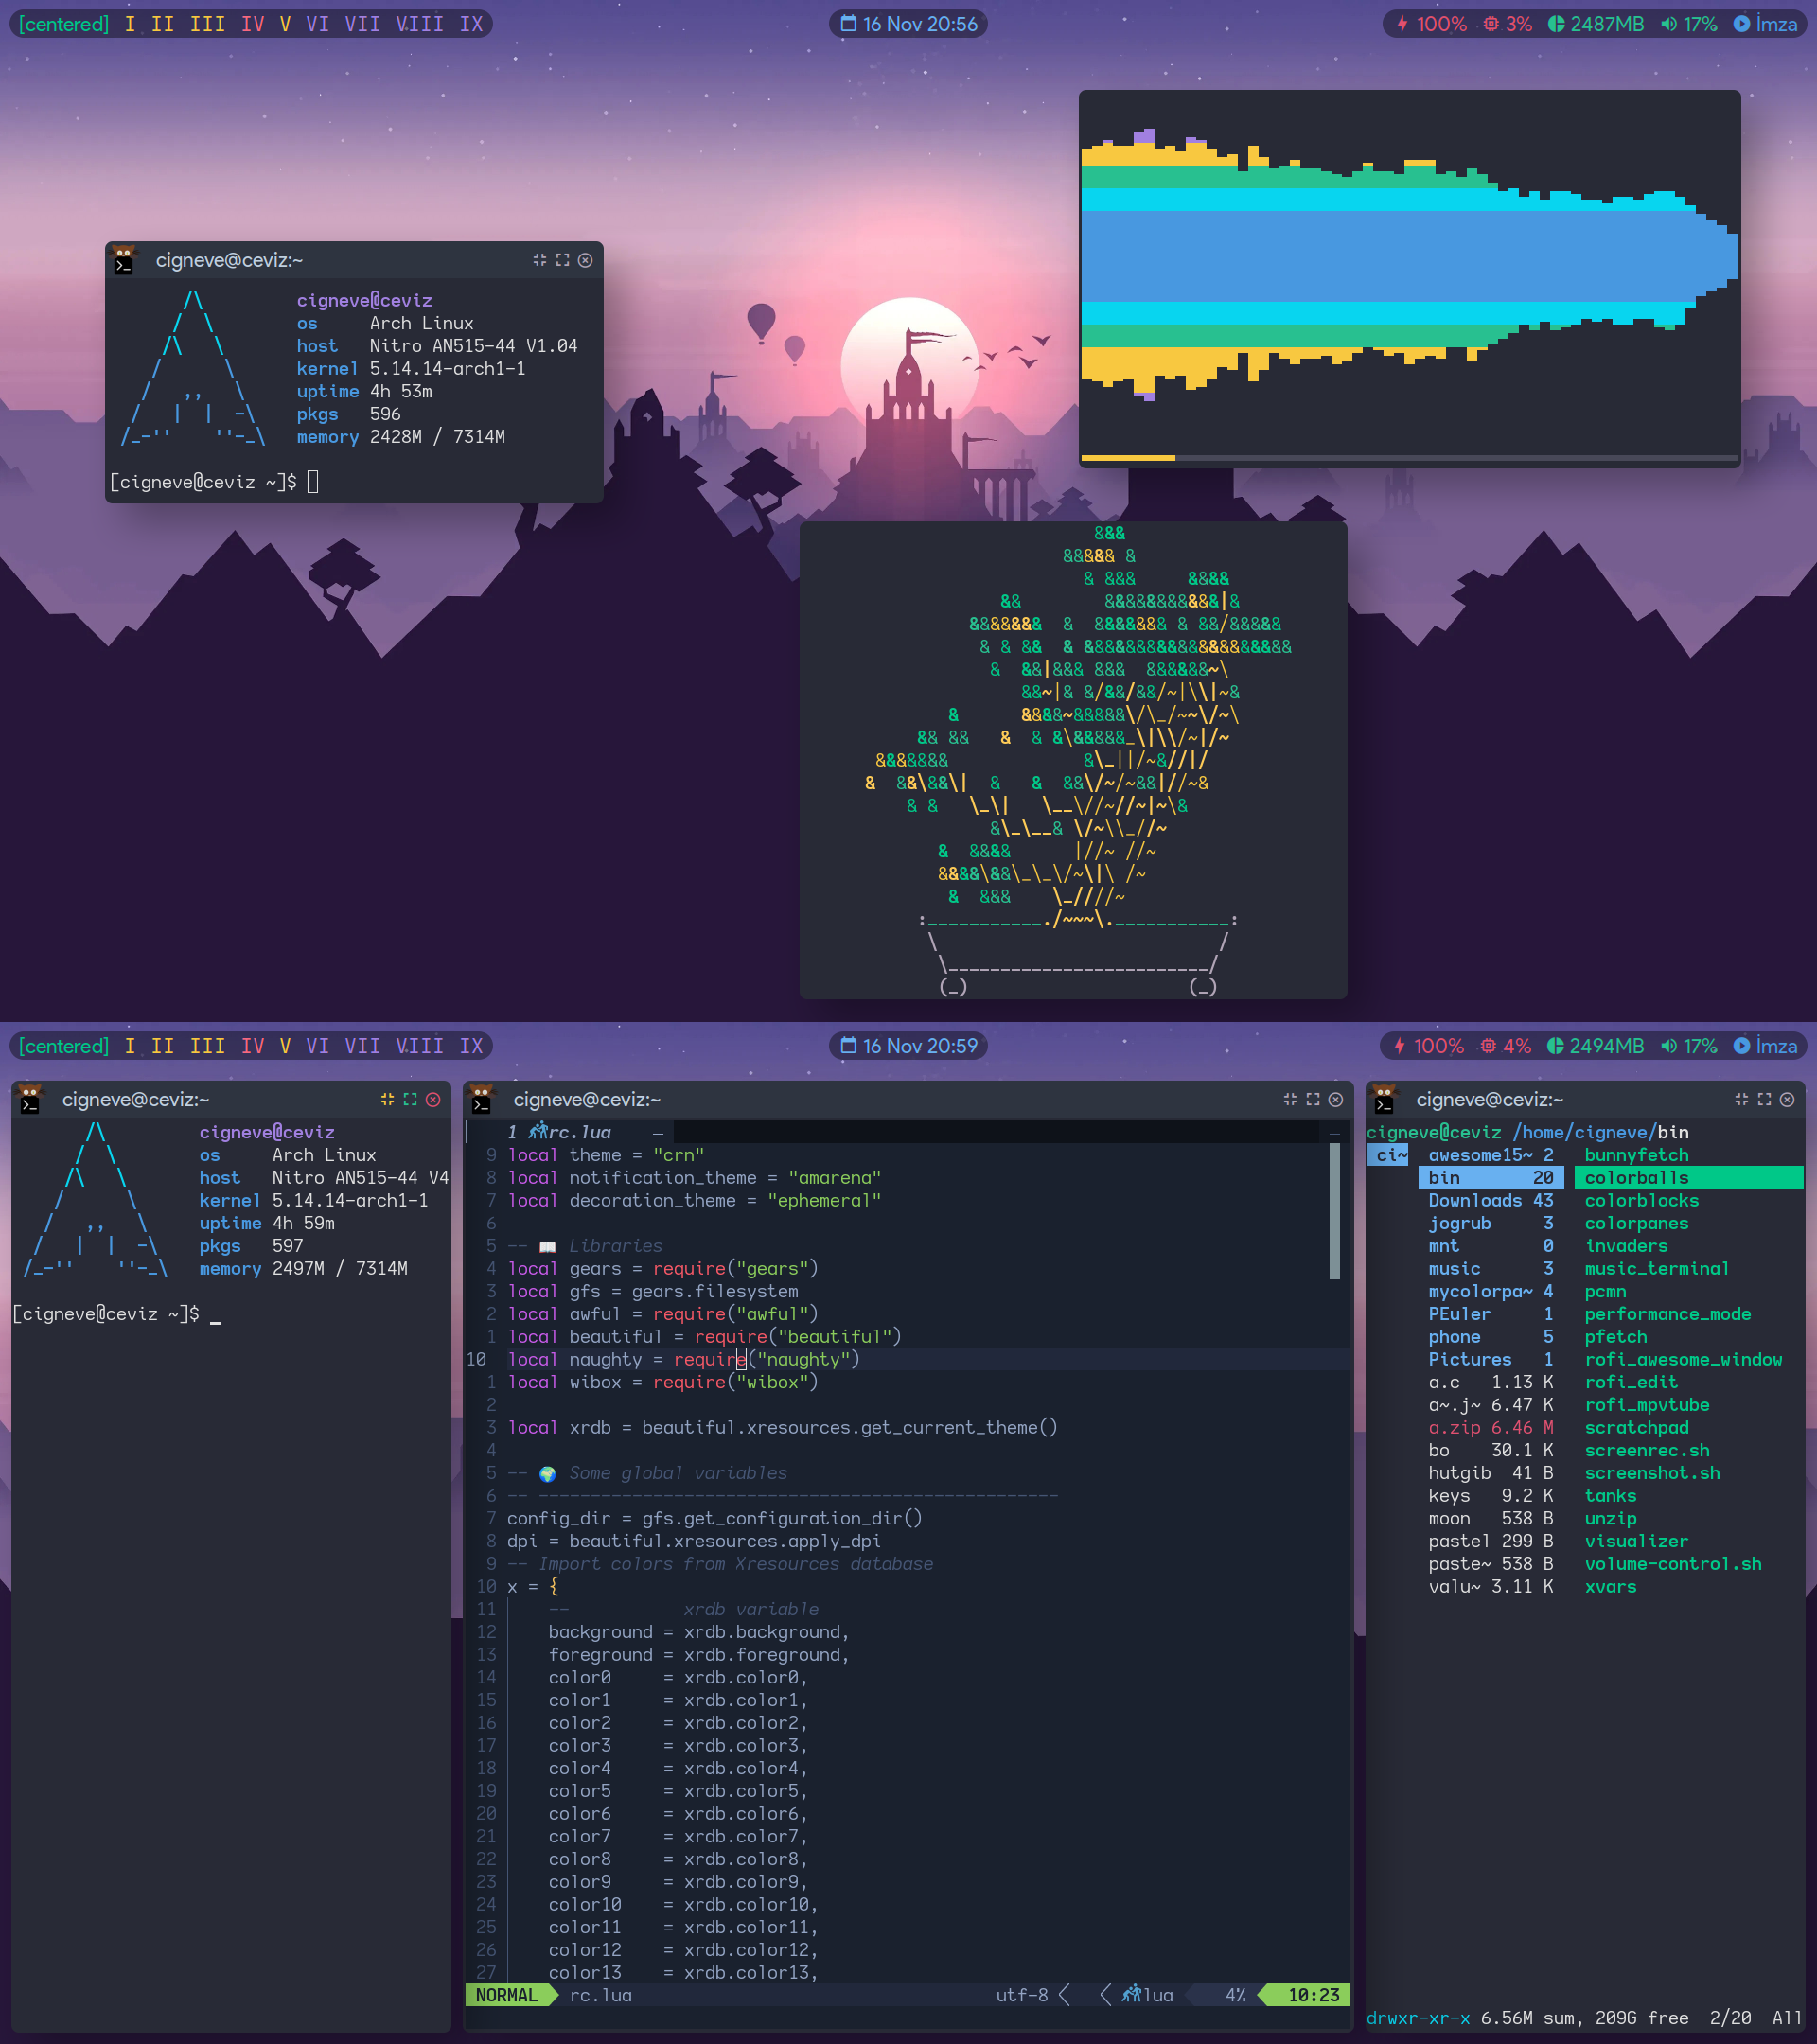 [centered] I II III IV V VI VII VIII IX
16 Nov 20:56
100% 3% 2487MB 17% İmza
cigneve@ceviz:~
cigneve@ceviz
os Arch Linux
host Nitro AN515-44 V1.04
kernel 5.14.14-arch1-1
uptime 4h 53m
pkgs 596
memory 2428M / 7314M
[cigneve@ceviz ~]$
[centered] I II III IV V VI VII VIII IX
16 Nov 20:59
100% 4% 2494MB 17% İmza
cigneve@ceviz:~
cigneve@ceviz
os Arch Linux
host Nitro AN515-44 V4
kernel 5.14.14-arch1-1
uptime 4h 59m
pkgs 597
memory 2497M / 7314M
[cigneve@ceviz ~]$ _
cigneve@ceviz:~
1 rc.lua –
9 local theme = "crn"
8 local notification_theme = "amarena"
7 local decoration_theme = "ephemeral"
6
5 -- 📖 Libraries
4 local gears = require("gears")
3 local gfs = gears.filesystem
2 local awful = require("awful")
1 local beautiful = require("beautiful")
10 local naughty = require("naughty")
1 local wibox = require("wibox")
2
3 local xrdb = beautiful.xresources.get_current_theme()
4
5 -- 🌍 Some global variables
6 -- --------------------------------------------------
7 config_dir = gfs.get_configuration_dir()
8 dpi = beautiful.xresources.apply_dpi
9 -- Import colors from Xresources database
10 x = {
11 -- xrdb variable
12 background = xrdb.background,
13 foreground = xrdb.foreground,
14 color0 = xrdb.color0,
15 color1 = xrdb.color1,
16 color2 = xrdb.color2,
17 color3 = xrdb.color3,
18 color4 = xrdb.color4,
19 color5 = xrdb.color5,
20 color6 = xrdb.color6,
21 color7 = xrdb.color7,
22 color8 = xrdb.color8,
23 color9 = xrdb.color9,
24 color10 = xrdb.color10,
25 color11 = xrdb.color11,
26 color12 = xrdb.color12,
27 color13 = xrdb.color13,
NORMAL rc.lua utf-8 lua 4% 10:23
cigneve@ceviz:~
cigneve@ceviz /home/cigneve/bin
ci~ awesome15~ 2 bunnyfetch
bin 20 colorballs
Downloads 43 colorblocks
jogrub 3 colorpanes
mnt 0 invaders
music 3 music_terminal
mycolorpa~ 4 pcmn
PEuler 1 performance_mode
phone 5 pfetch
Pictures 1 rofi_awesome_window
a.c 1.13 K rofi_edit
a~.j~ 6.47 K rofi_mpvtube
a.zip 6.46 M scratchpad
bo 30.1 K screenrec.sh
hutgib 41 B screenshot.sh
keys 9.2 K tanks
moon 538 B unzip
pastel 299 B visualizer
paste~ 538 B volume-control.sh
valu~ 3.11 K xvars
drwxr-xr-x 6.56M sum, 209G free 2/20 All